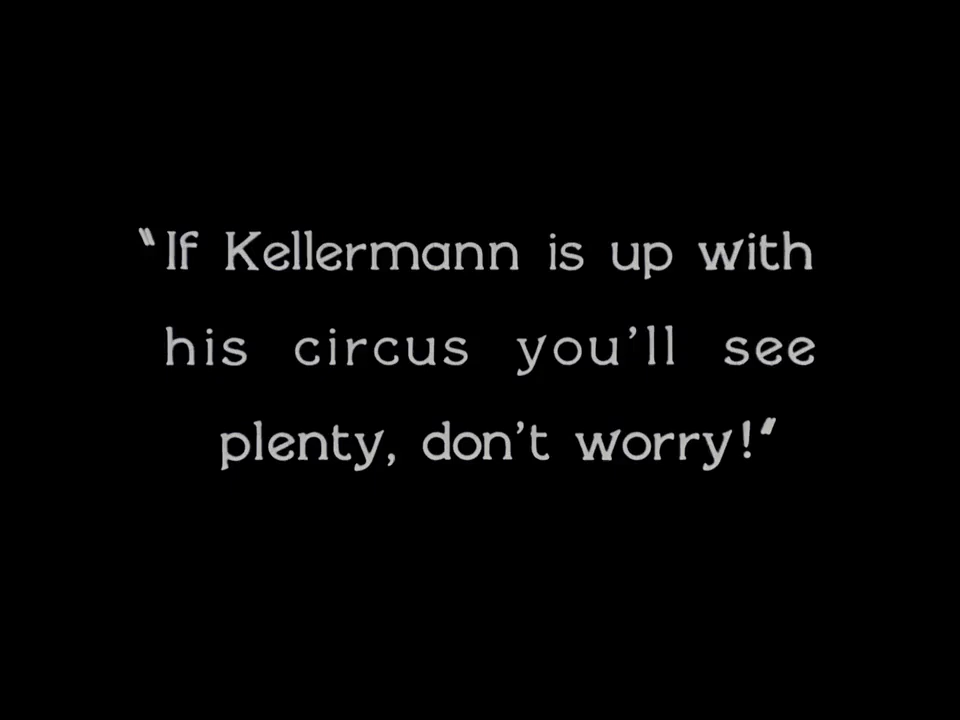 "If Kellermann is up with
his circus you'll see
plenty, don't worry!"